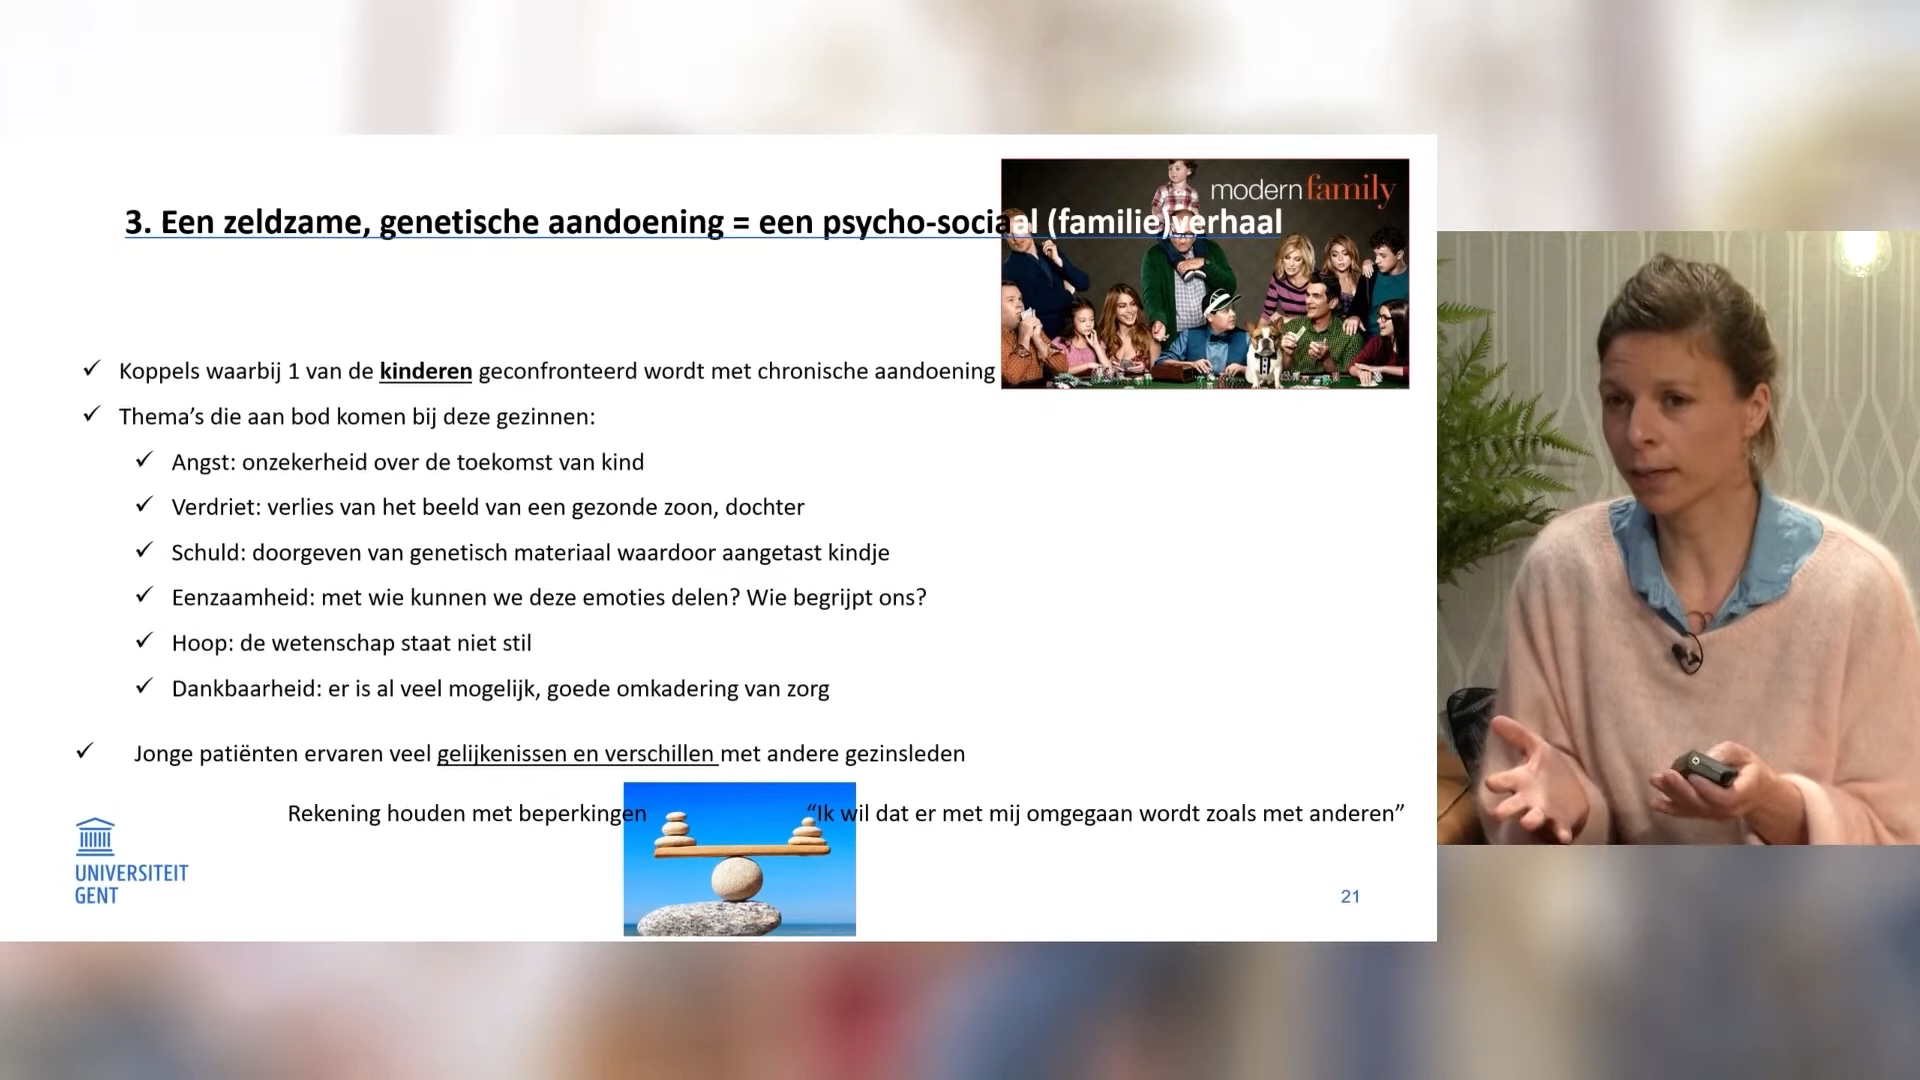 modern family
3. Een zeldzame, genetische aandoening = een psycho-sociaal (familie)verhaal
Koppels waarbij 1 van de kinderen geconfronteerd wordt met chronische aandoening
Thema’s die aan bod komen bij deze gezinnen:
Angst: onzekerheid over de toekomst van kind
Verdriet: verlies van het beeld van een gezonde zoon, dochter
Schuld: doorgeven van genetisch materiaal waardoor aangetast kindje
Eenzaamheid: met wie kunnen we deze emoties delen? Wie begrijpt ons?
Hoop: de wetenschap staat niet stil
Dankbaarheid: er is al veel mogelijk, goede omkadering van zorg
Jonge patiënten ervaren veel gelijkenissen en verschillen met andere gezinsleden
Rekening houden met beperkingen “Ik wil dat er met mij omgegaan wordt zoals met anderen”
UNIVERSITEIT
GENT
21